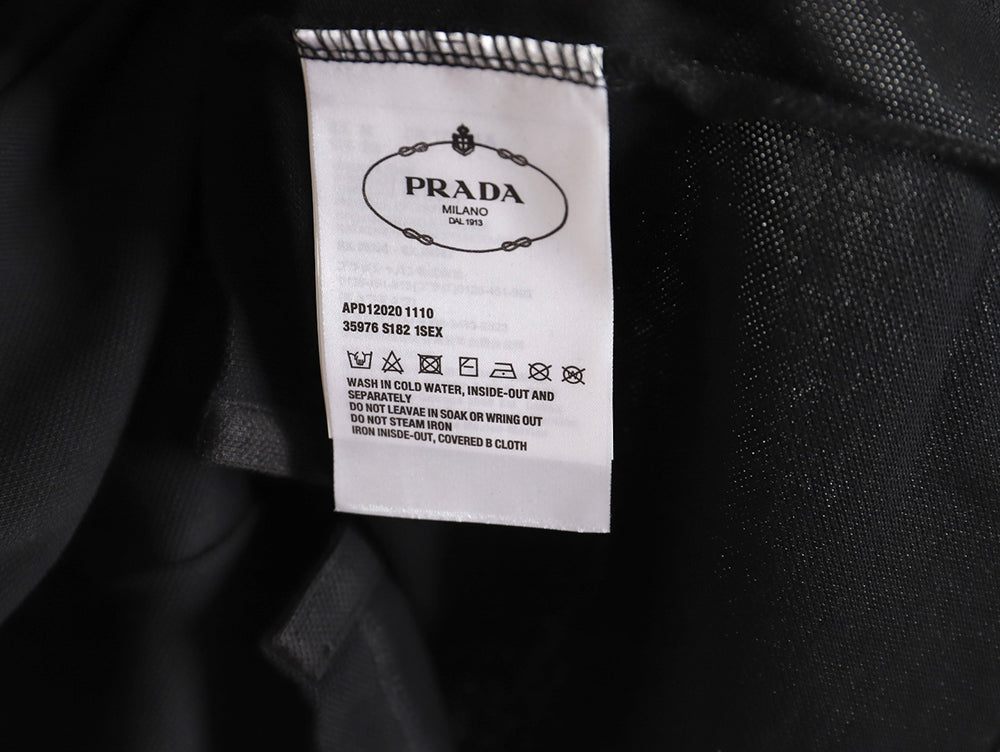 PRADA
MILANO
DAL 1913
APD12020 1110
35976 S182 1SEX
WASH IN COLD WATER, INSIDE-OUT AND
SEPARATELY
DO NOT LEAVAE IN SOAK OR WRING OUT
DO NOT STEAM IRON
IRON INISDE-OUT, COVERED B CLOTH